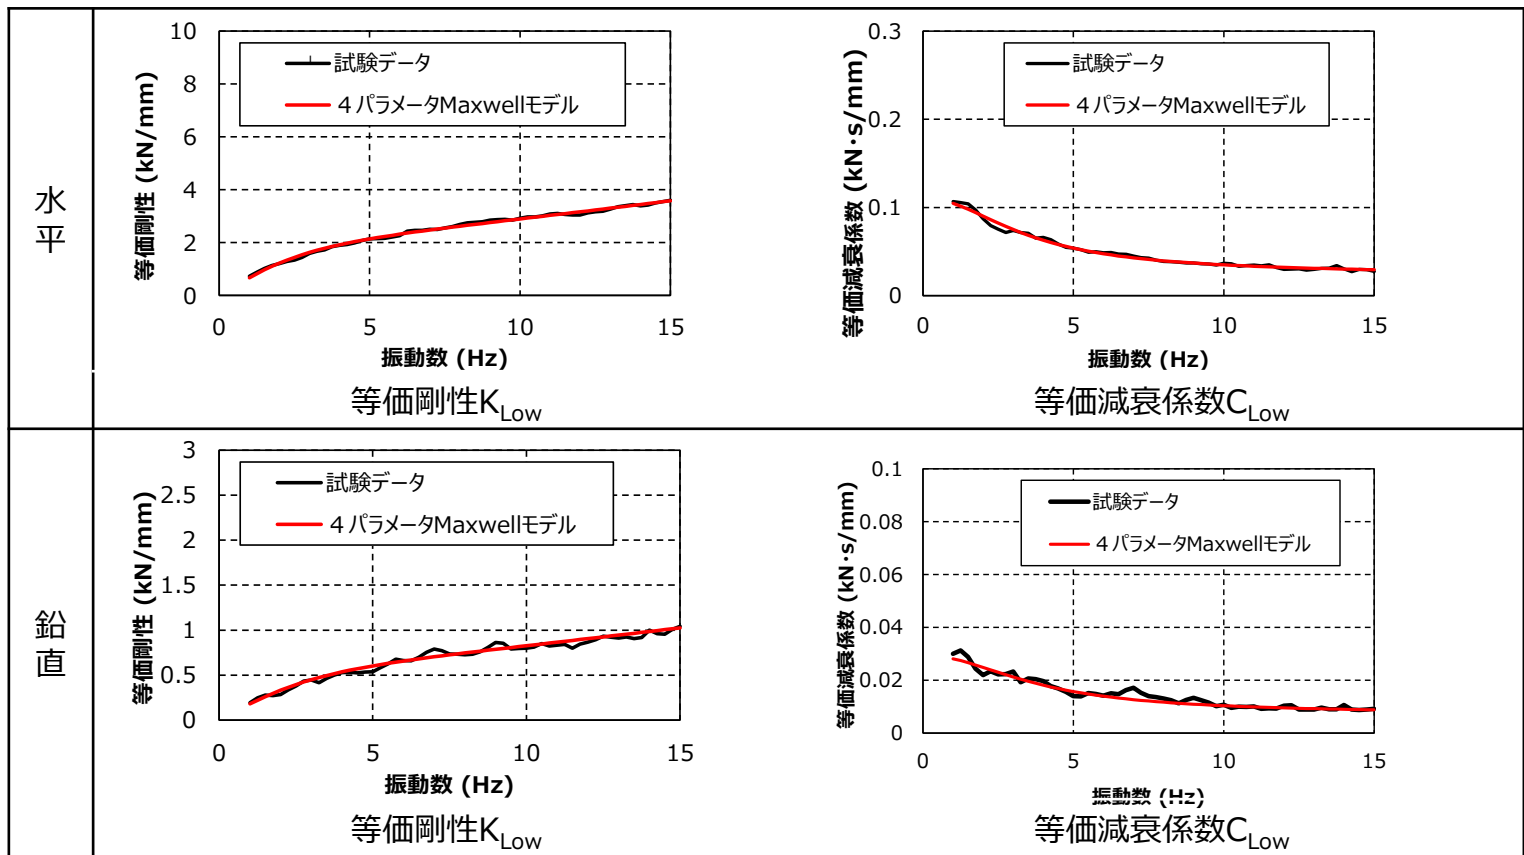 水平
10
8
6
4
2
0
等価剛性 (kN/mm)
試験データ
４パラメータMaxwellモデル
0 5 10 15
振動数 (Hz)
等価剛性KLow
0.3
0.2
0.1
0
等価減衰係数 (kN･s/mm)
試験データ
４パラメータMaxwellモデル
0 5 10 15
振動数 (Hz)
等価減衰係数CLow
鉛直
3
2.5
2
1.5
1
0.5
0
等価剛性 (kN/mm)
試験データ
４パラメータMaxwellモデル
0 5 10 15
振動数 (Hz)
等価剛性KLow
0.1
0.08
0.06
0.04
0.02
0
等価減衰係数 (kN･s/mm)
試験データ
４パラメータMaxwellモデル
0 5 10 15
振動数 (Hz)
等価減衰係数CLow